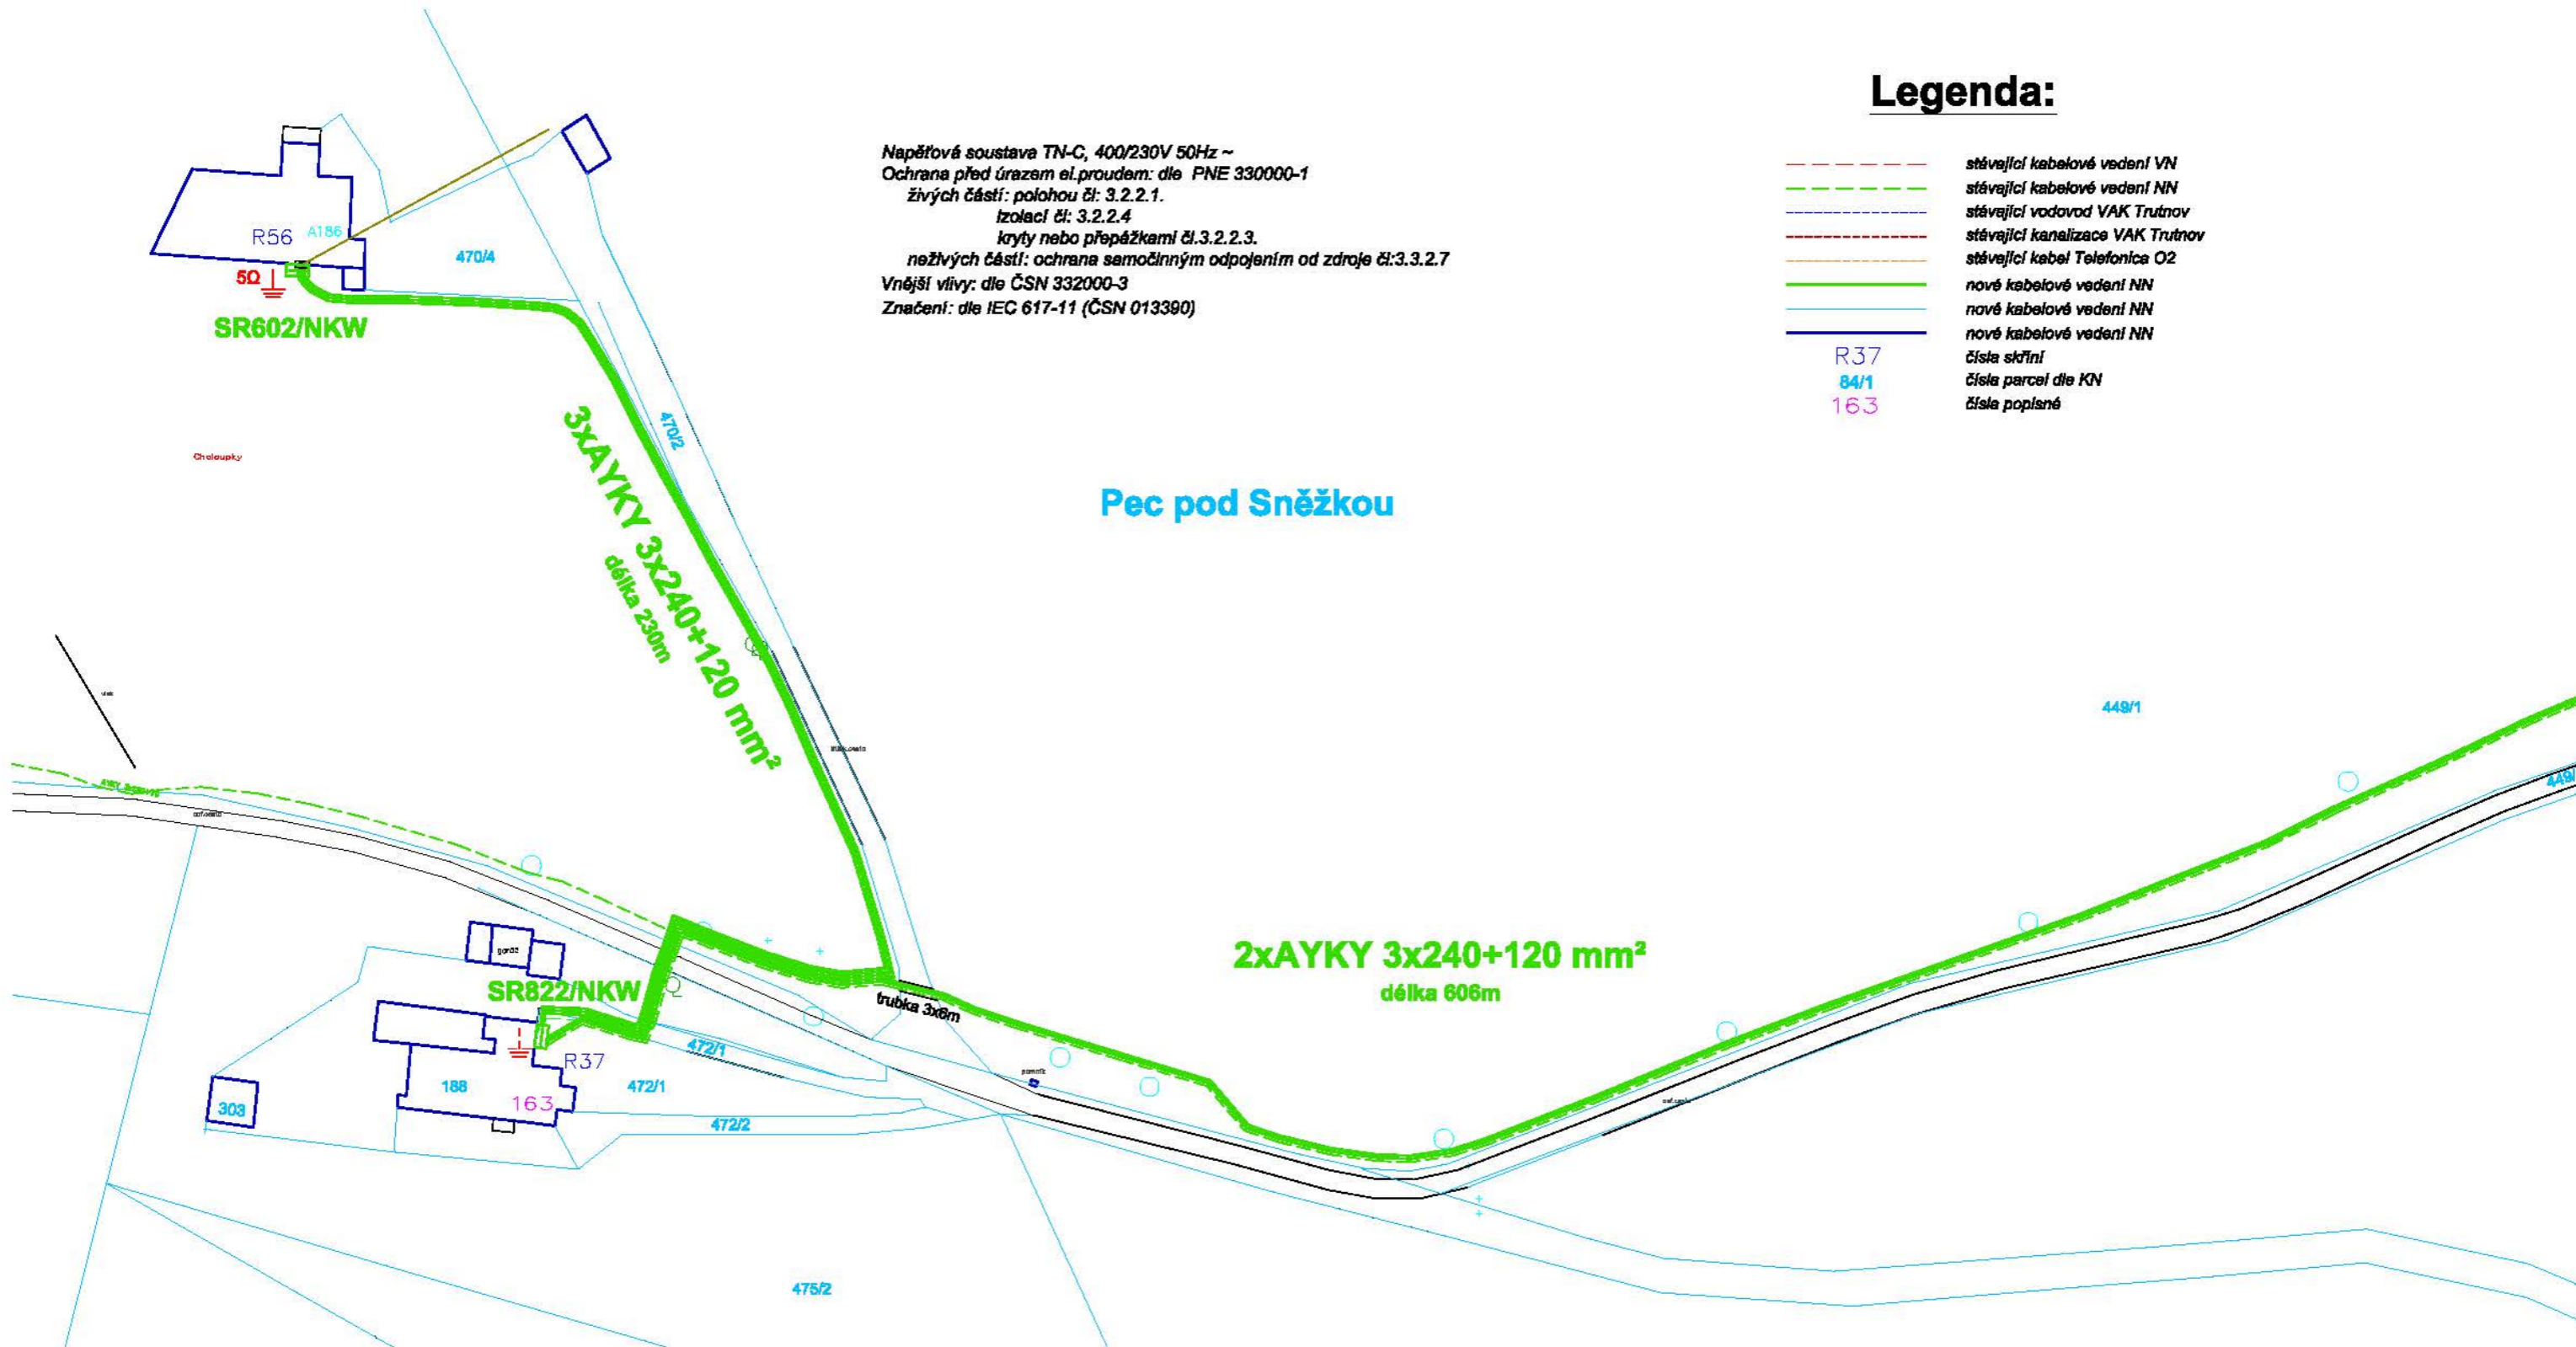 Legenda:
Napěťová soustava TN-C, 400/230V 50Hz ~
Ochrana před úrazem el.proudem: dle PNE 330000-1
živých částí: polohou čl: 3.2.2.1.
izolací čl: 3.2.2.4
kryty nebo přepážkami čl.3.2.2.3.
neživých částí: ochrana samočinným odpojením od zdroje čl:3.3.2.7
Vnější vlivy: dle ČSN 332000-3
Značení: dle IEC 617-11 (ČSN 013390)
stávající kabelové vedení VN
stávající kabelové vedení NN
stávající vodovod VAK Trutnov
stávající kanalizace VAK Trutnov
stávající kabel Telefonica O2
nové kabelové vedení NN
nové kabelové vedení NN
nové kabelové vedení NN
R37 čísla skříní
84/1 čísla parcel dle KN
163 čísla popisné
R56 A186
5Ω
SR602/NKW
470/4
470/2
3xAYKY 3x240+120 mm²
délka 230m
Chaloupky
Pec pod Sněžkou
449/1
2xAYKY 3x240+120 mm²
délka 606m
trubka 3x6m
SR822/NKW
garáž
R37
472/1
472/1
188
163
303
472/2
pomník
475/2